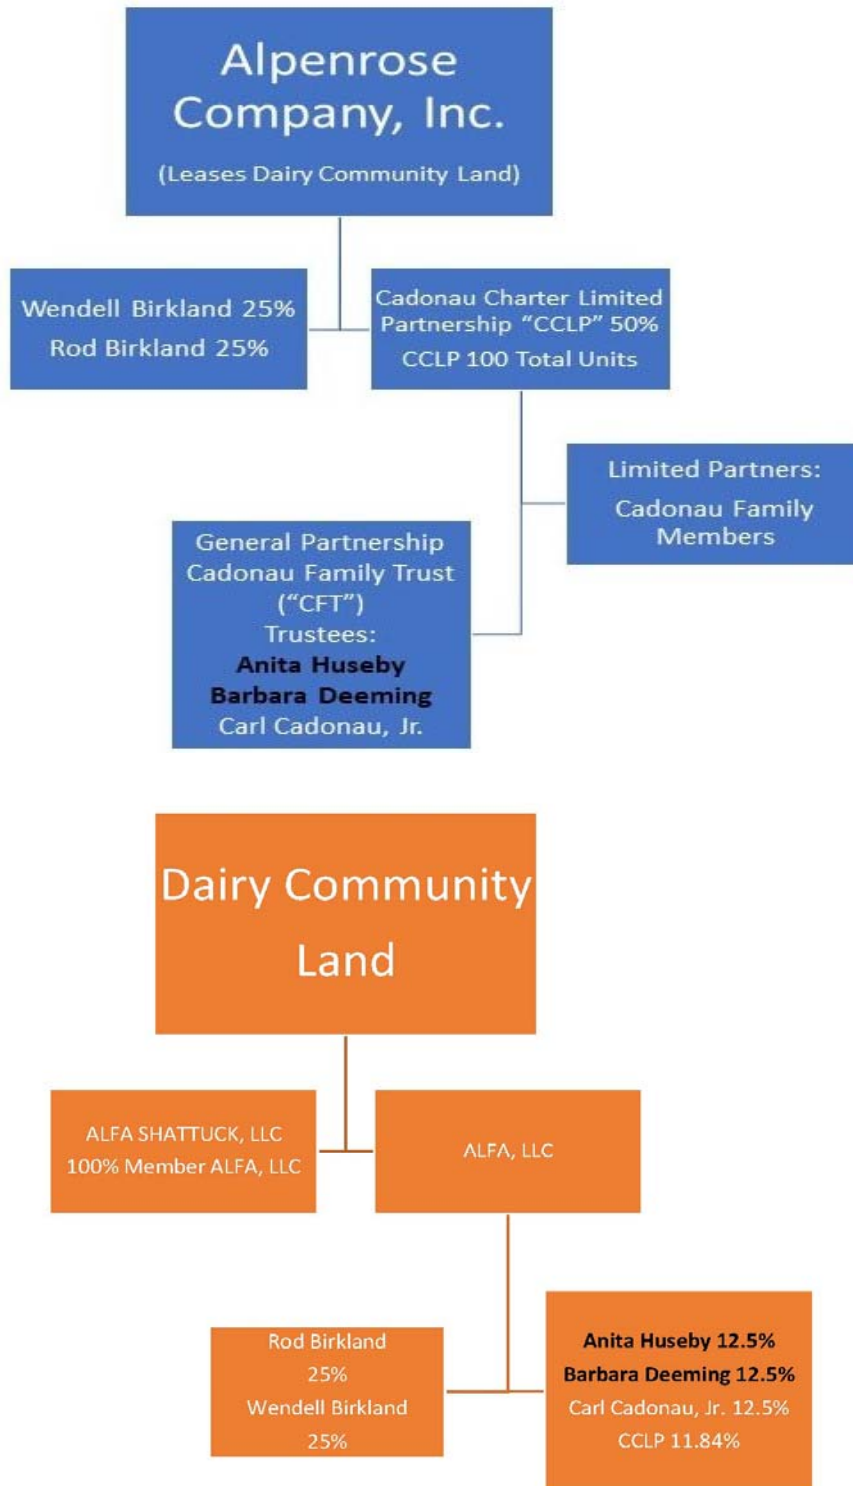 Alpenrose
Company, Inc.
(Leases Dairy Community Land)
Wendell Birkland 25%
Rod Birkland 25%
Cadonau Charter Limited
Partnership “CCLP” 50%
CCLP 100 Total Units
Limited Partners:
Cadonau Family
Members
General Partnership
Cadonau Family Trust
(“CFT”)
Trustees:
Anita Huseby
Barbara Deeming
Carl Cadonau, Jr.
Dairy Community
Land
ALFA SHATTUCK, LLC
100% Member ALFA, LLC
ALFA, LLC
Rod Birkland
25%
Wendell Birkland
25%
Anita Huseby 12.5%
Barbara Deeming 12.5%
Carl Cadonau, Jr. 12.5%
CCLP 11.84%